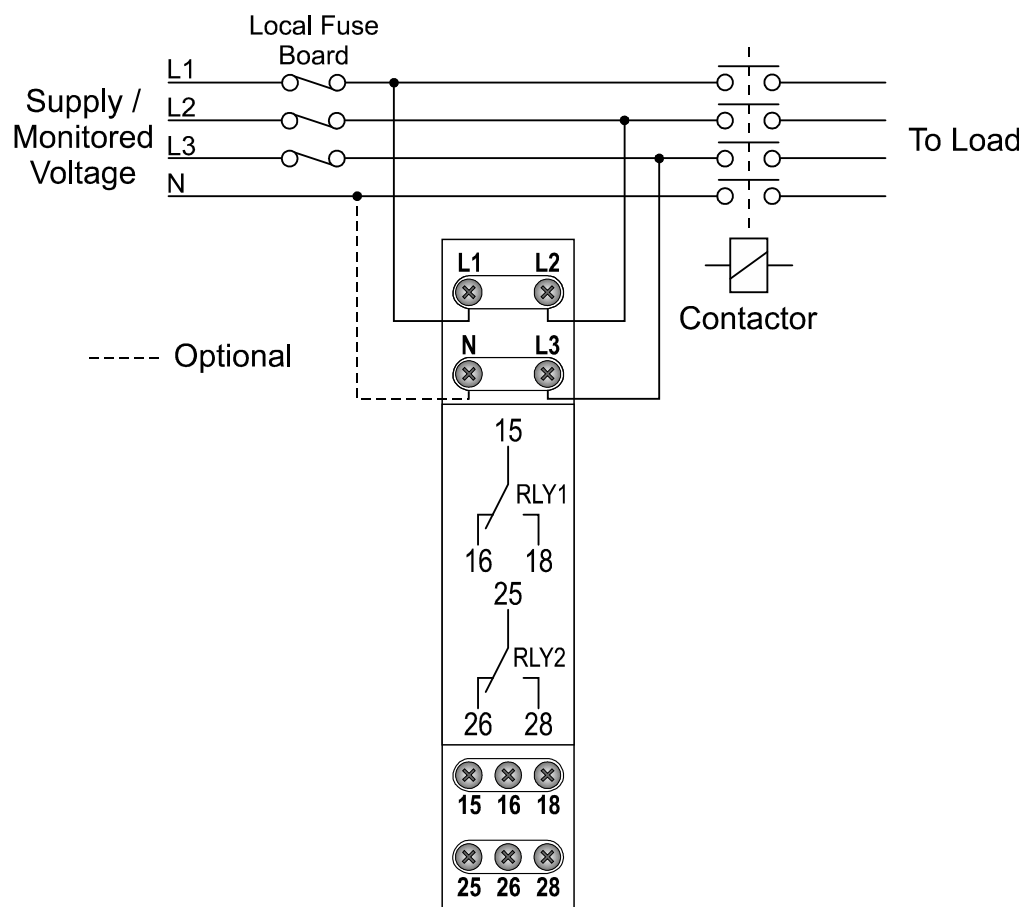 Local Fuse
Board
L1
L2
L3
N
Supply /
Monitored
Voltage
To Load
Contactor
Optional
L1 L2
N L3
15
RLY1
16 18
25
RLY2
26 28
15 16 18
25 26 28